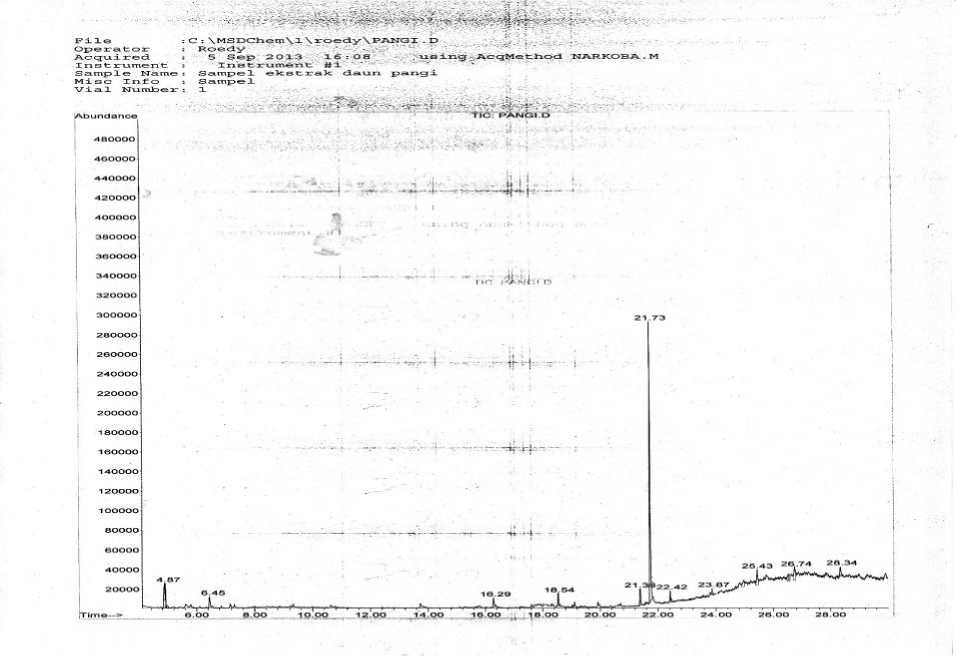 File :C:\MSDChem\1\roedy\PANGI.D
Operator : Roedy
Acquired : 5 Sep 2013 16:08 using AcqMethod NARKOBA.M
Instrument : Instrument #1
Sample Name: Sampel ekstrak daun pangi
Misc Info : Sampel
Vial Number: 1
Abundance
TIC: PANGI.D
480000
460000
440000
420000
400000
380000
360000
340000
TIC: PANGI.D
320000
300000
21.73
280000
260000
240000
220000
200000
180000
160000
140000
120000
100000
80000
60000
40000
25.43 26.74 28.34
4.87
20000
6.45 16.29 18.54 22.42 23.87
Time--> 6.00 8.00 10.00 12.00 14.00 16.00 18.00 20.00 22.00 24.00 26.00 28.00